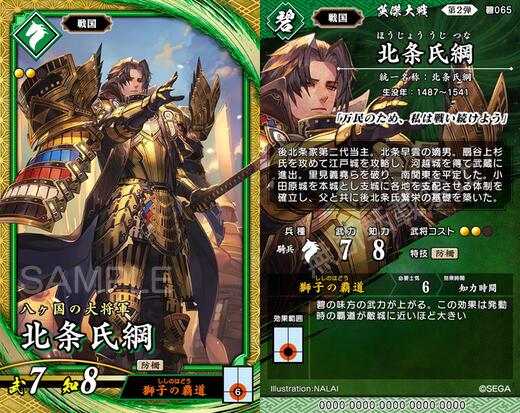 戦国
SAMPLE
八ヶ国の大将軍
北条氏綱
防柵
武7 知8
ししのはどう
獅子の覇道
6
碧
戦国
英傑大戦
第2弾
碧065
ほうじょう うじ つな
北条氏綱
統一名称:北条氏綱
生没年:1487~1541
「万民のため、私は戦い続けよう」
後北条家第二代当主。北条早雲の嫡男。扇谷上杉
氏を攻めて江戸城を攻略し、河越城を得て武蔵に
進出。里見義堯らを破り、南関東を平定した。小
田原城を本城とし支城に各地を支配させる体制を
確立し、父と共に後北条氏繁栄の基礎を築いた。
兵種 武力 知力 武将コスト
騎兵 7 8 特技 防柵
ししのはどう 必要士気 効果時間
獅子の覇道 6 知力時間
効果範囲
碧の味方の武力が上がる。この効果は発動
時の覇道が敵城に近いほど大きい
Illustration:NALAI
©SEGA
0000 0000 0000 0000 0000